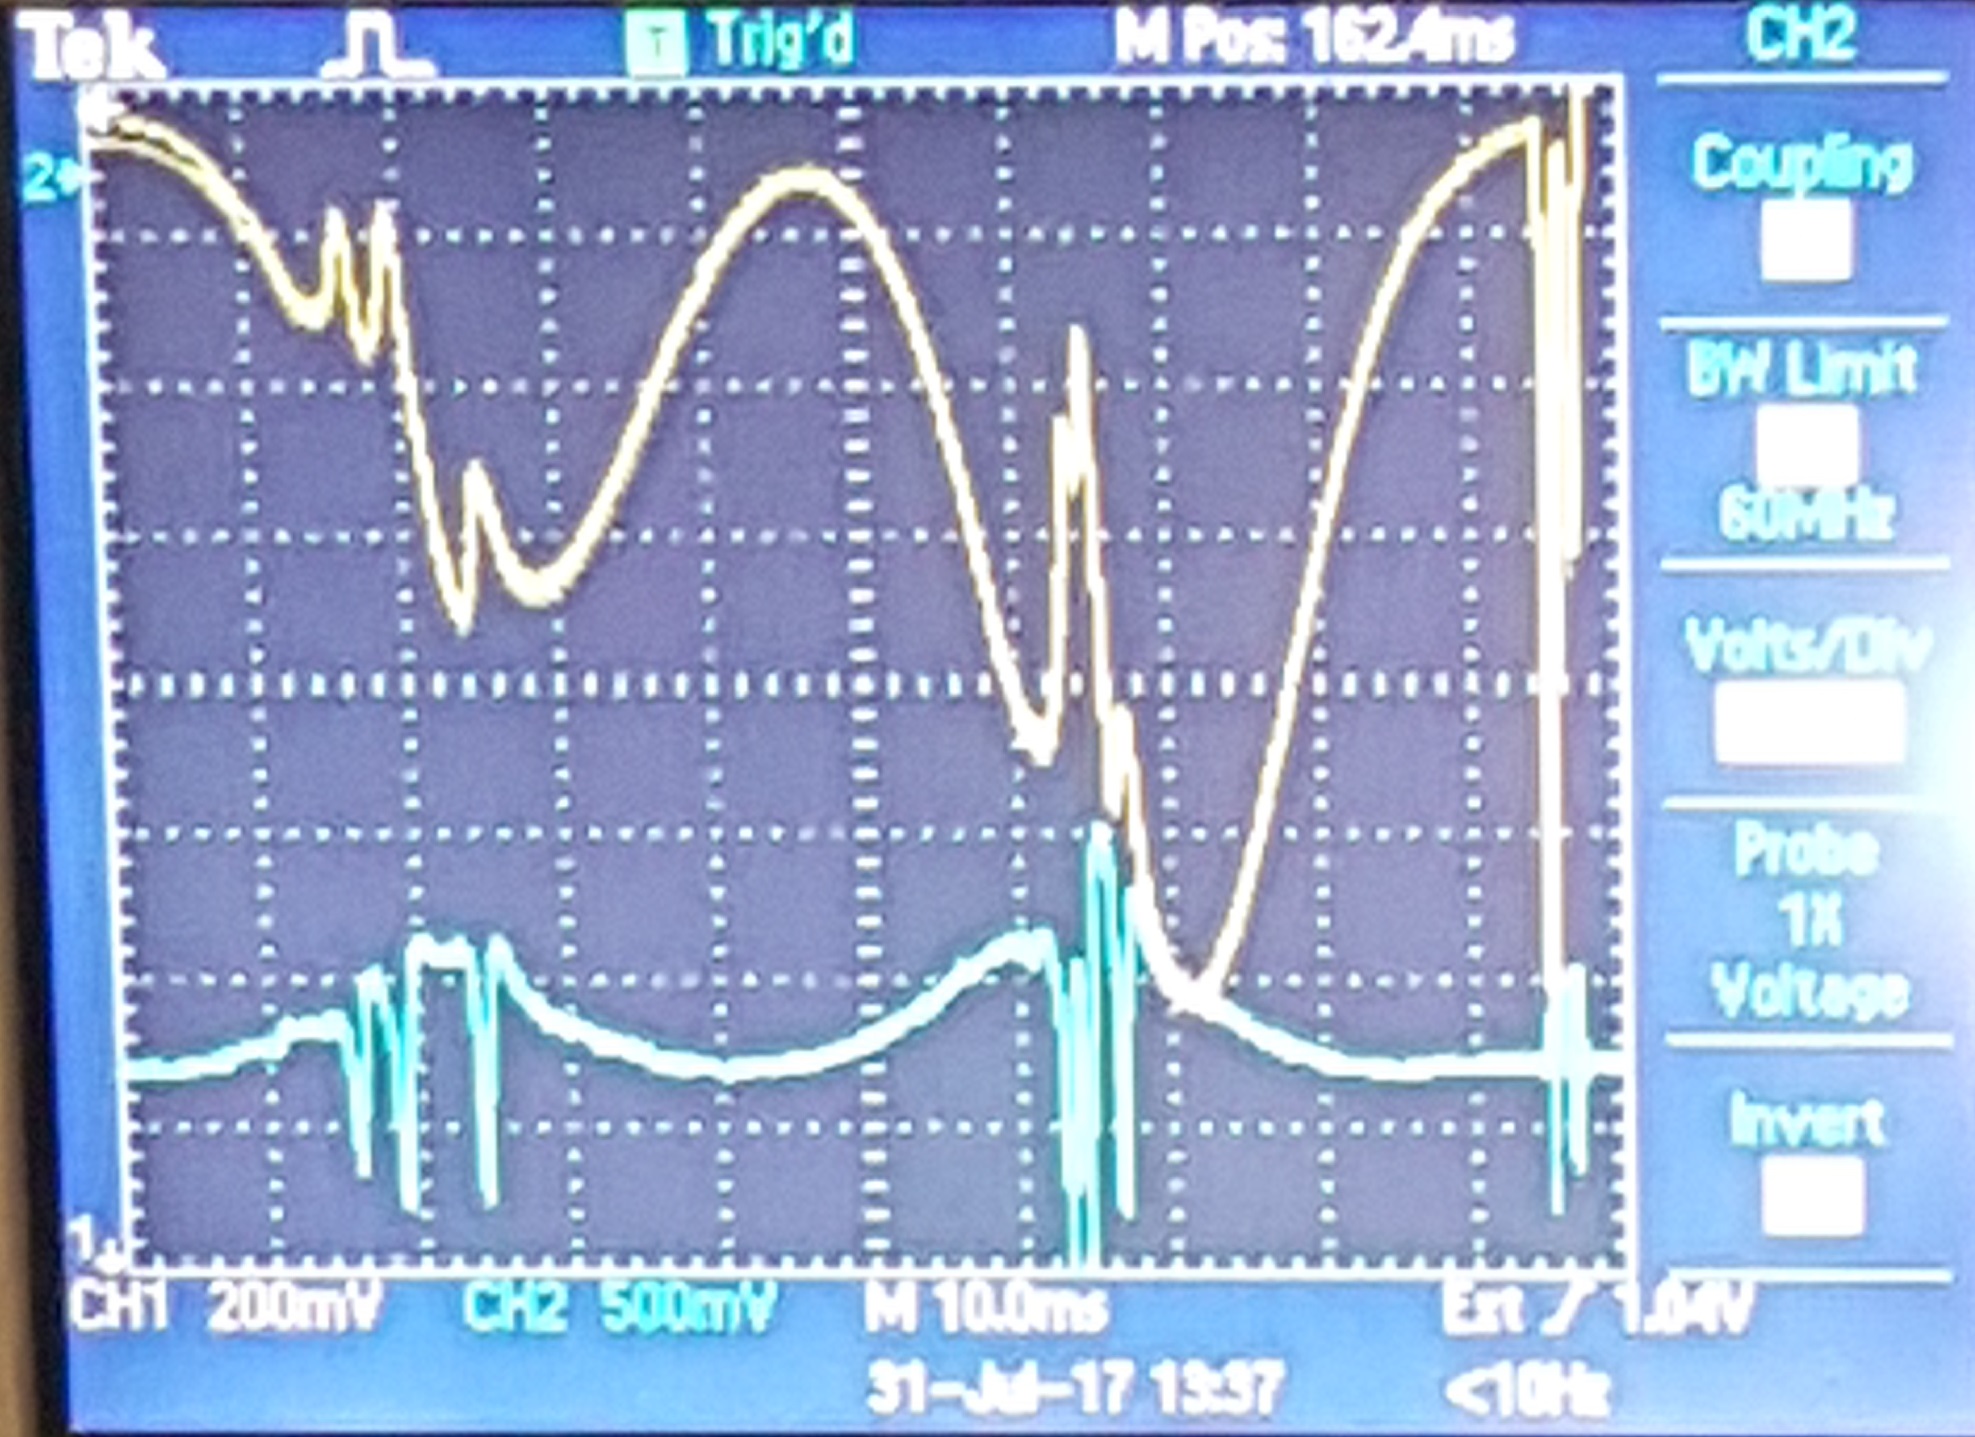 Tek T Trig'd M Pos: 162.4ms CH2
2
Coupling
BW Limit
60MHz
Volts/Div
Probe
1X
Voltage
Invert
1
CH1 200mV CH2 500mV M 10.0ms Ext 1.04V
31-Jul-17 13:37 <10Hz